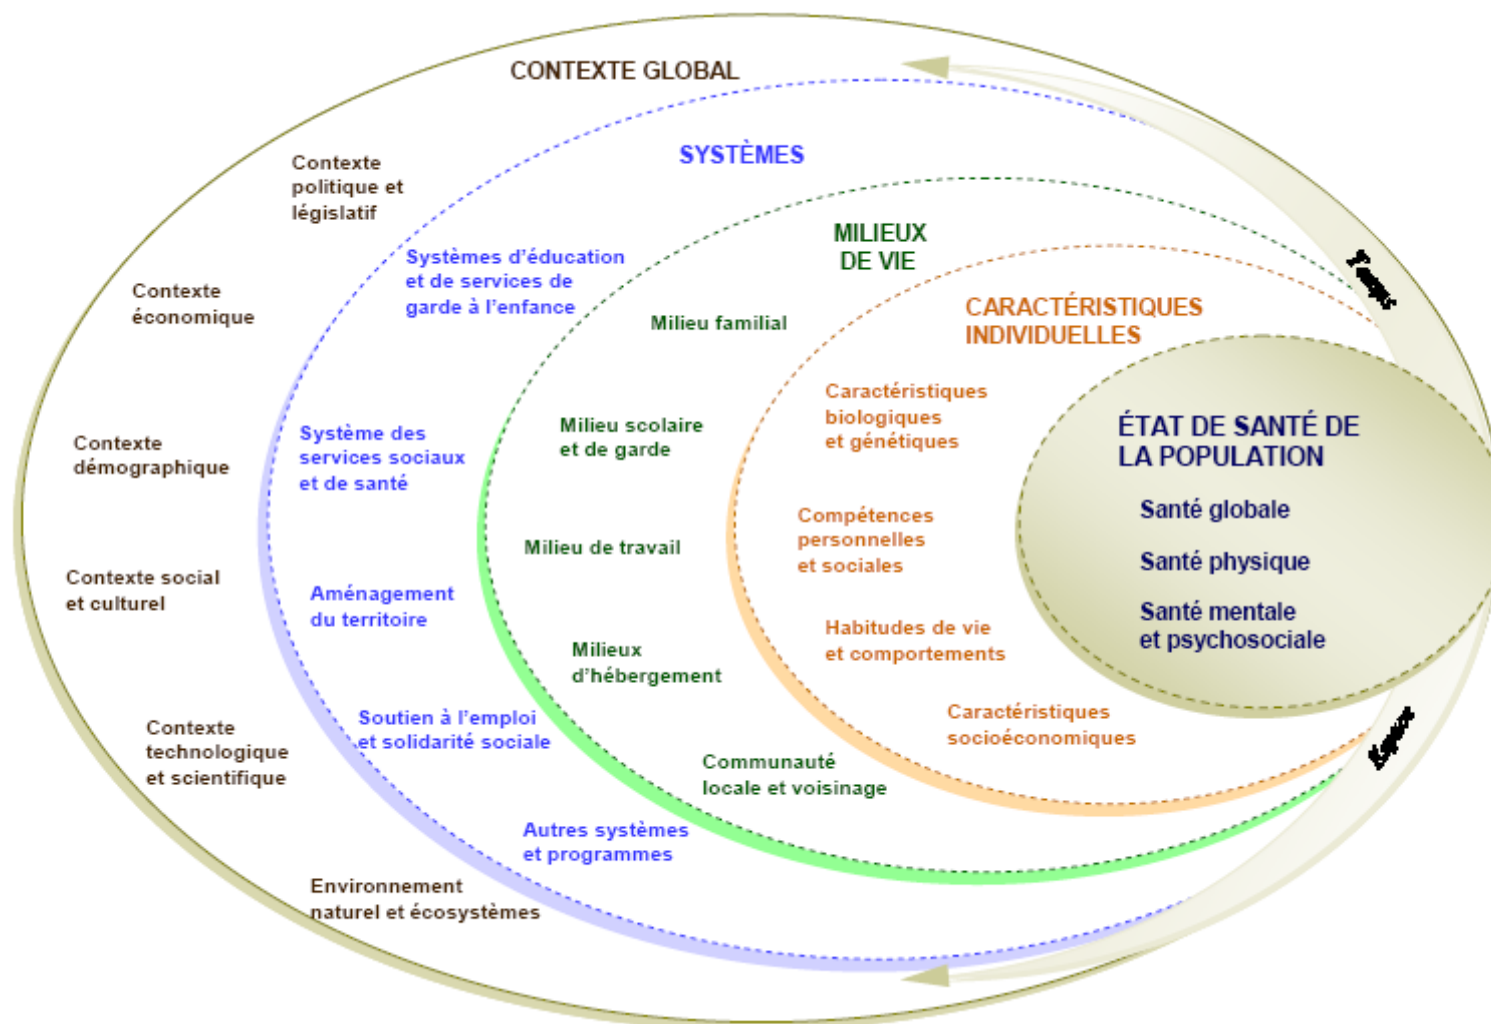 CONTEXTE GLOBAL
Contexte
politique et
législatif
Contexte
économique
Contexte
démographique
Contexte social
et culturel
Contexte
technologique
et scientifique
Environnement
naturel et écosystèmes
SYSTÈMES
Systèmes d'éducation
et de services de
garde à l'enfance
Système des
services sociaux
et de santé
Aménagement
du territoire
Soutien à l'emploi
et solidarité sociale
Autres systèmes
et programmes
MILIEUX
DE VIE
Milieu familial
Milieu scolaire
et de garde
Milieu de travail
Milieux
d'hébergement
Communauté
locale et voisinage
CARACTÉRISTIQUES
INDIVIDUELLES
Caractéristiques
biologiques
et génétiques
Compétences
personnelles
et sociales
Habitudes de vie
et comportements
Caractéristiques
socioéconomiques
ÉTAT DE SANTÉ DE
LA POPULATION
Santé globale
Santé physique
Santé mentale
et psychosociale
Temps
Espace